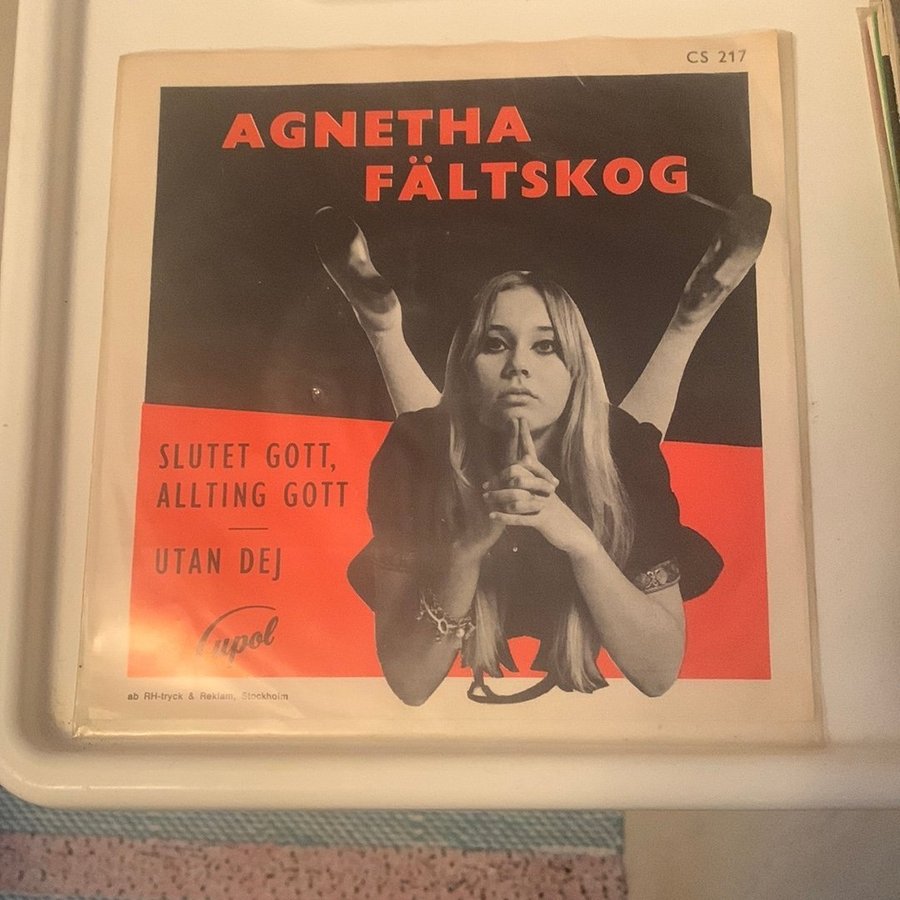 CS 217
AGNETHA
FÄLTSKOG
SLUTET GOTT,
ALLTING GOTT
UTAN DEJ
Cupol
ab RH-tryck & Reklam, Stockholm